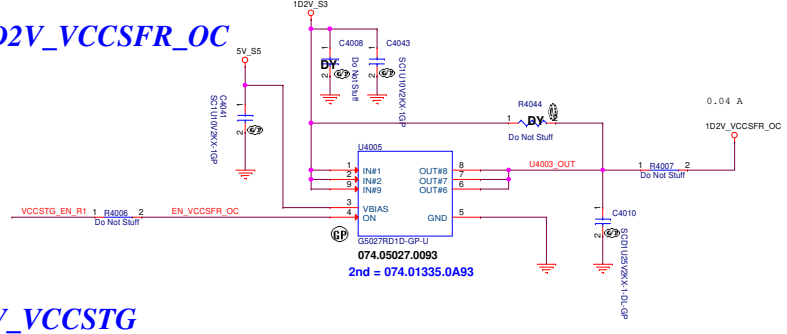 1D2V_S3
D2V_VCCSFR_OC
5V_S5
C4008
DY
Do Not Stuff
C4043
SC1U10V2KX-1GP
C4041
SC1U10V2KX-1GP
R4044
1 DY 2
Do Not Stuff
0.04 A
1D2V_VCCSFR_OC
U4005
1 IN#1 OUT#8 8
2 IN#2 OUT#7 7
9 IN#9 OUT#6 6
3 VBIAS
4 ON GND 5
U4003_OUT
1 R4007 2
Do Not Stuff
VCCSTG_EN_R1 1 R4006 2 EN_VCCSFR_OC
Do Not Stuff
C4010
SCD1U25V2KX-1-DL-GP
GP
G5027RD1D-GP-U
074.05027.0093
2nd = 074.01335.0A93
V_VCCSTG